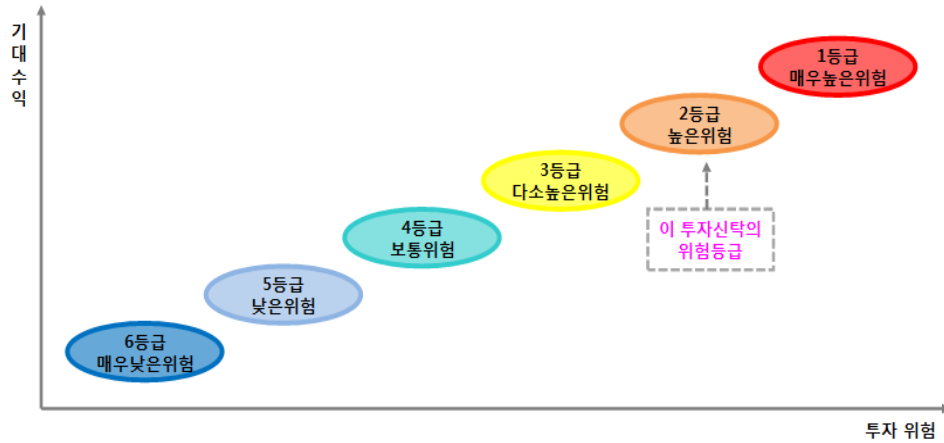 기대수익
1등급
매우높은위험
2등급
높은위험
3등급
다소높은위험
이 투자신탁의
위험등급
4등급
보통위험
5등급
낮은위험
6등급
매우낮은위험
투자 위험